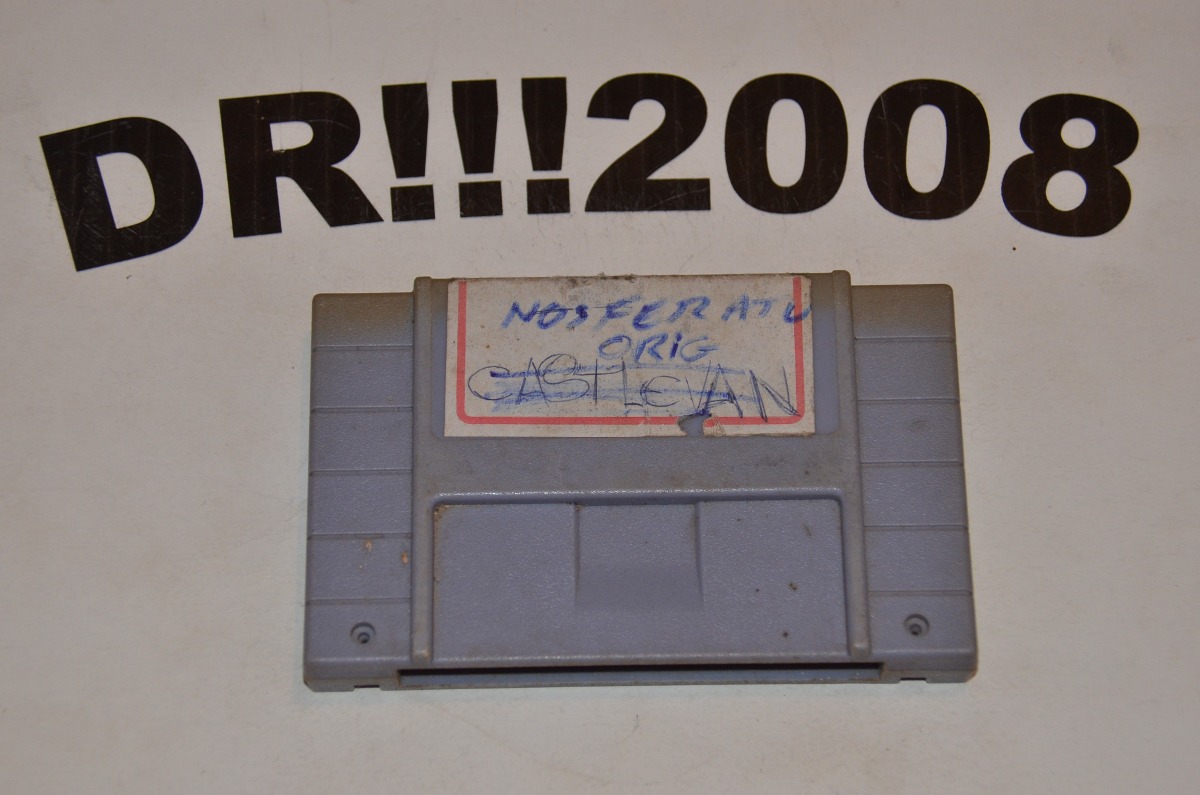 DR!!!2008
NOSFERATU
ORIG
CASTLEVAN